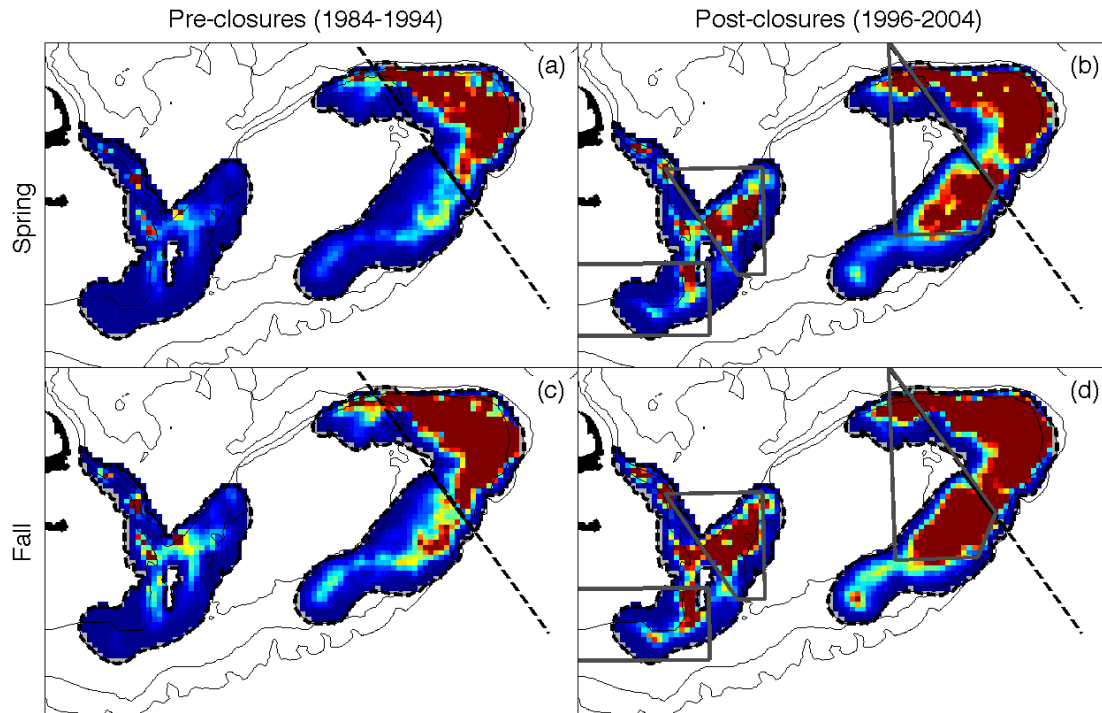 Pre-closures (1984-1994)
Post-closures (1996-2004)
Spring
(a)
(b)
Fall
(c)
(d)